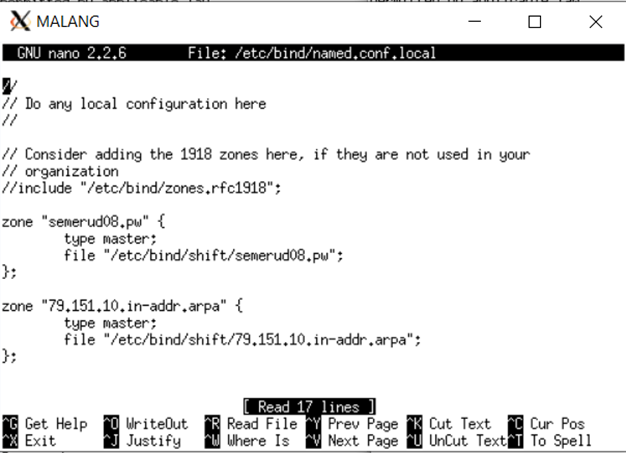 MALANG
GNU nano 2.2.6 File: /etc/bind/named.conf.local
//
// Do any local configuration here
//
// Consider adding the 1918 zones here, if they are not used in your
// organization
//include "/etc/bind/zones.rfc1918";
zone "semerud08.pw" {
type master;
file "/etc/bind/shift/semerud08.pw";
};
zone "79.151.10.in-addr.arpa" {
type master;
file "/etc/bind/shift/79.151.10.in-addr.arpa";
};
[ Read 17 lines ]
^G Get Help ^O WriteOut ^R Read File ^Y Prev Page ^K Cut Text ^C Cur Pos
^X Exit ^J Justify ^W Where Is ^V Next Page ^U UnCut Text ^T To Spell